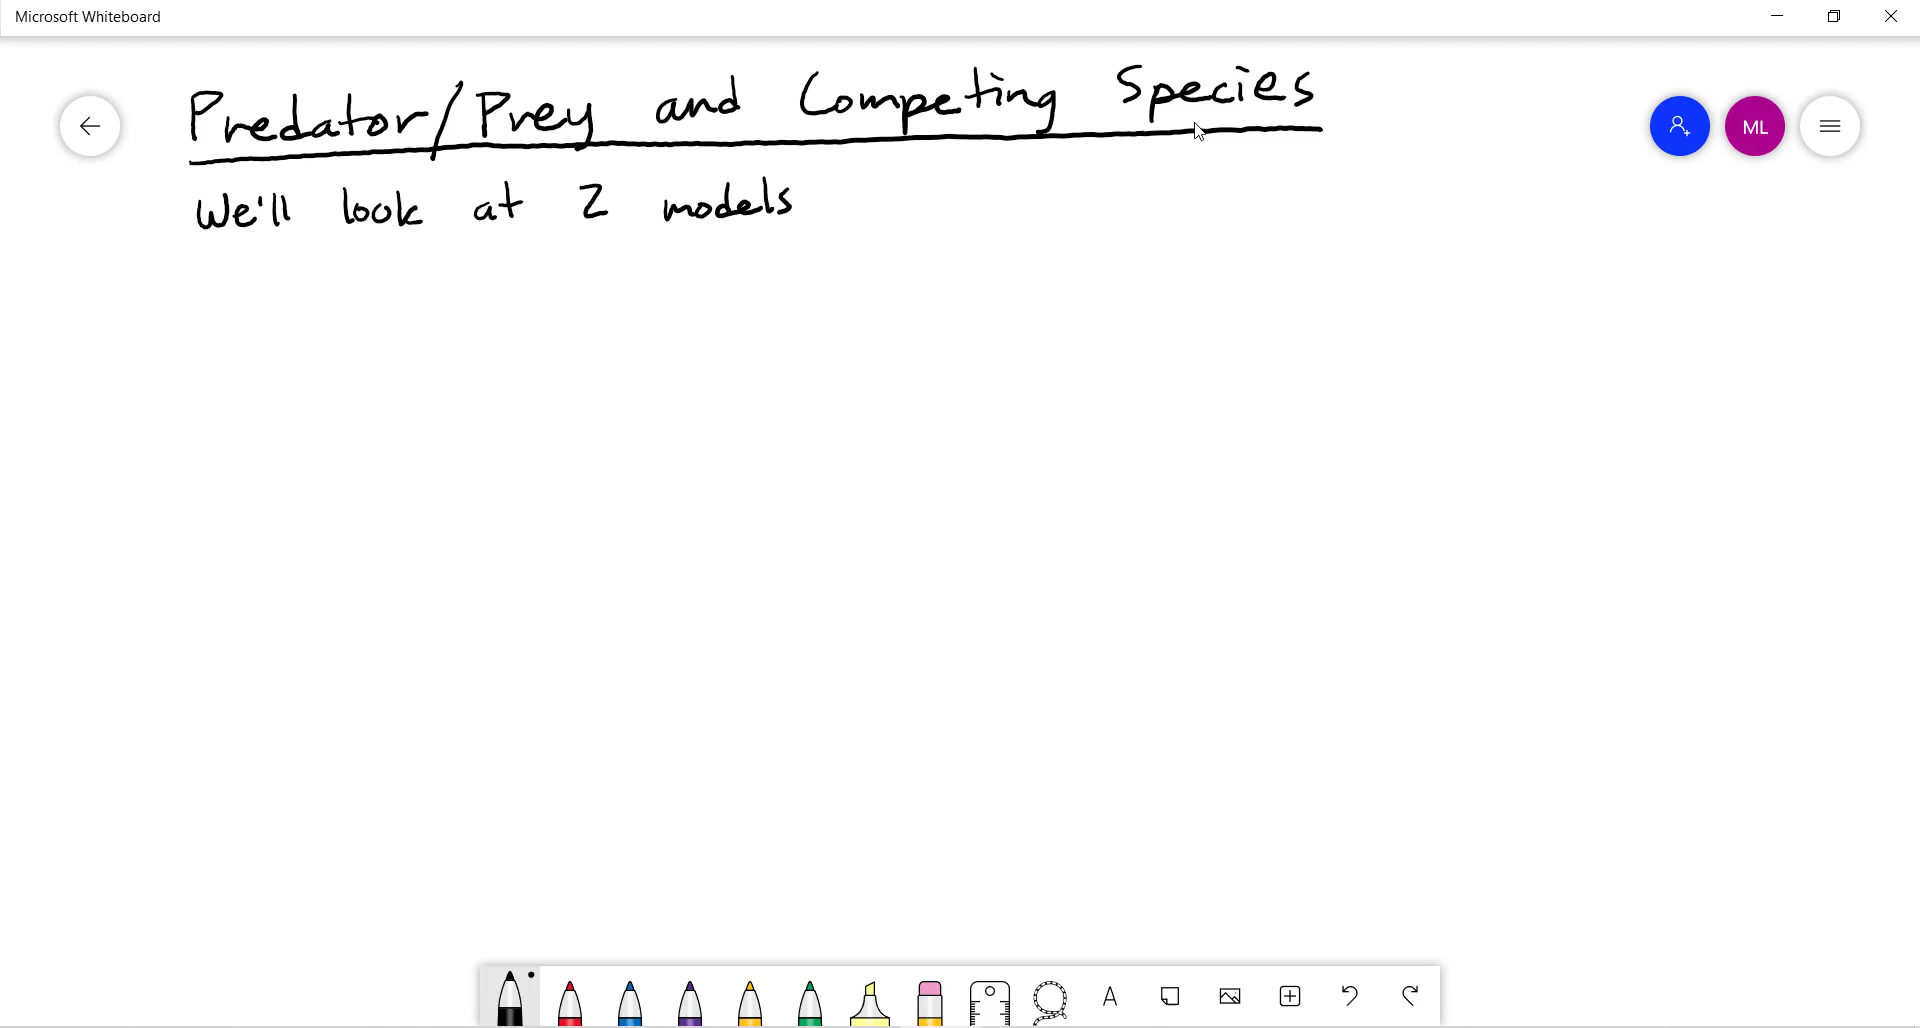 Microsoft Whiteboard
Predator/Prey and Competing Species
ML
We'll look at 2 models